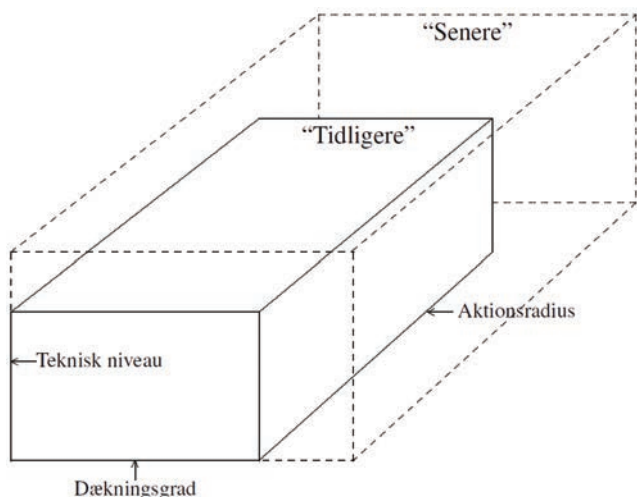 “Senere”
“Tidligere”
Aktionsradius
Teknisk niveau
Dækningsgrad